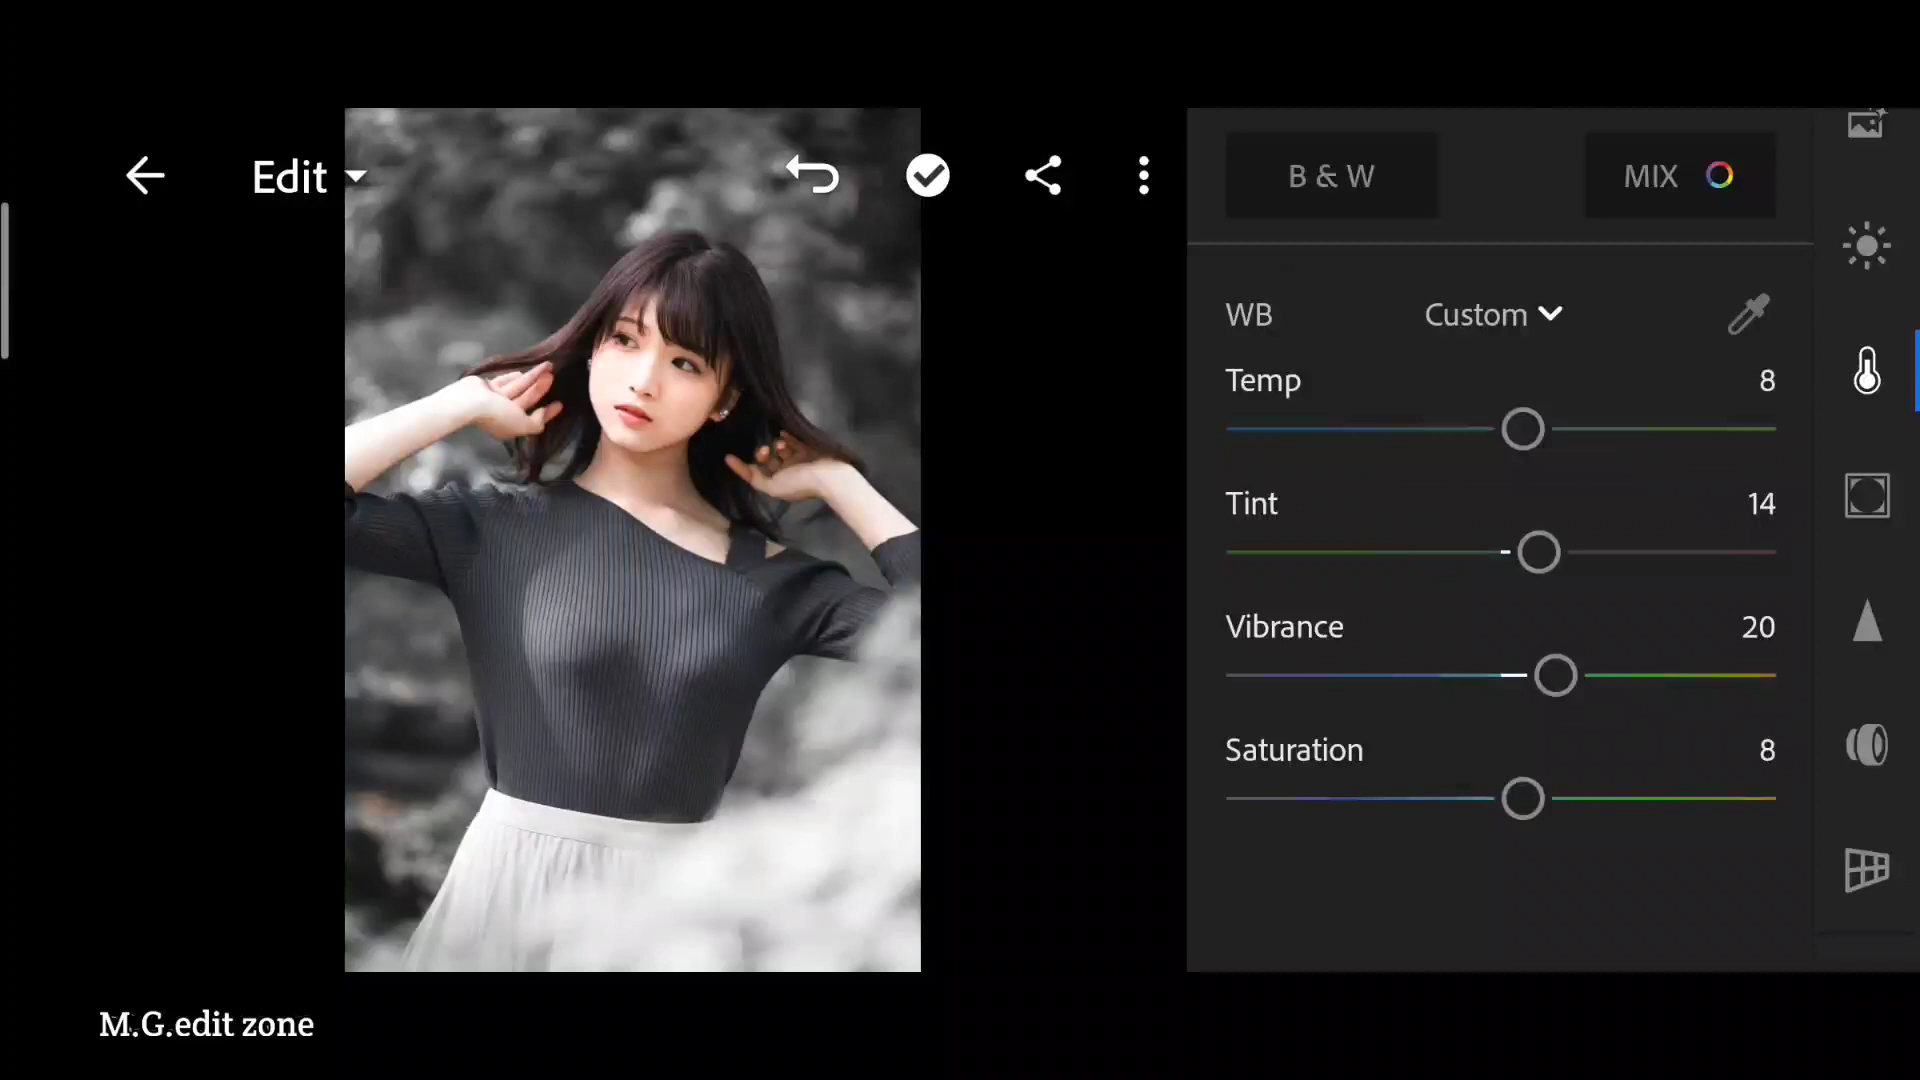 Edit
B & W
MIX
WB Custom
Temp 8
Tint 14
Vibrance 20
Saturation 8
M.G.edit zone